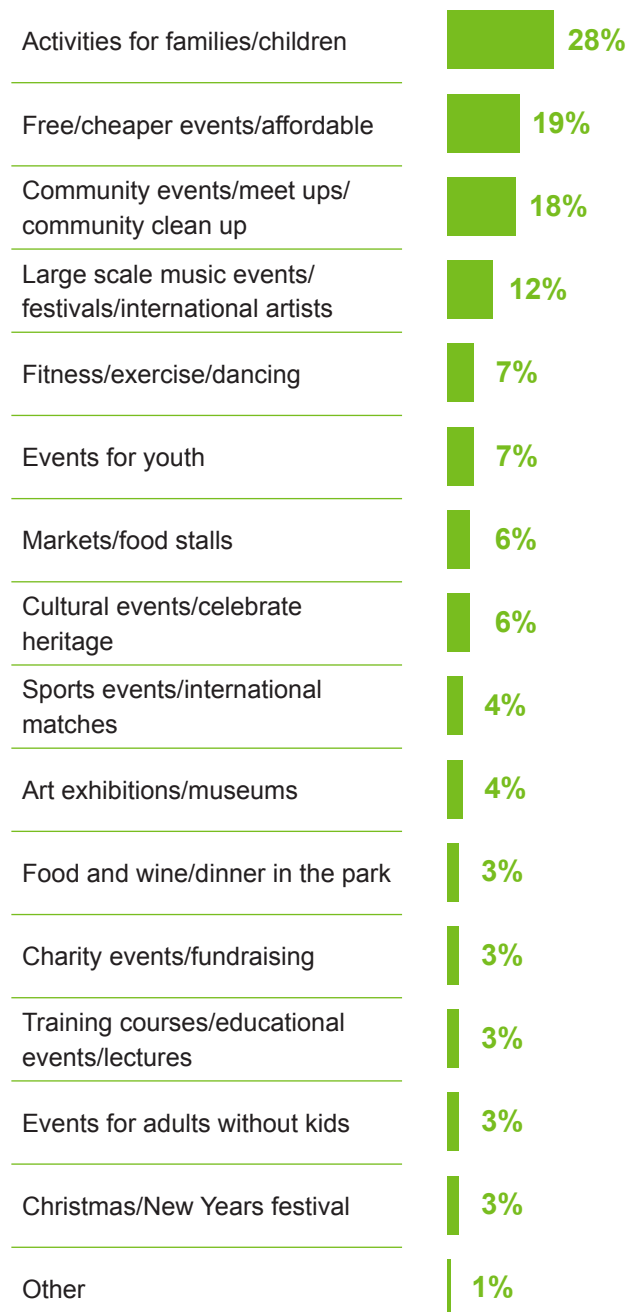 Activities for families/children 28%
Free/cheaper events/affordable 19%
Community events/meet ups/
community clean up 18%
Large scale music events/
festivals/international artists 12%
Fitness/exercise/dancing 7%
Events for youth 7%
Markets/food stalls 6%
Cultural events/celebrate
heritage 6%
Sports events/international
matches 4%
Art exhibitions/museums 4%
Food and wine/dinner in the park 3%
Charity events/fundraising 3%
Training courses/educational
events/lectures 3%
Events for adults without kids 3%
Christmas/New Years festival 3%
Other 1%